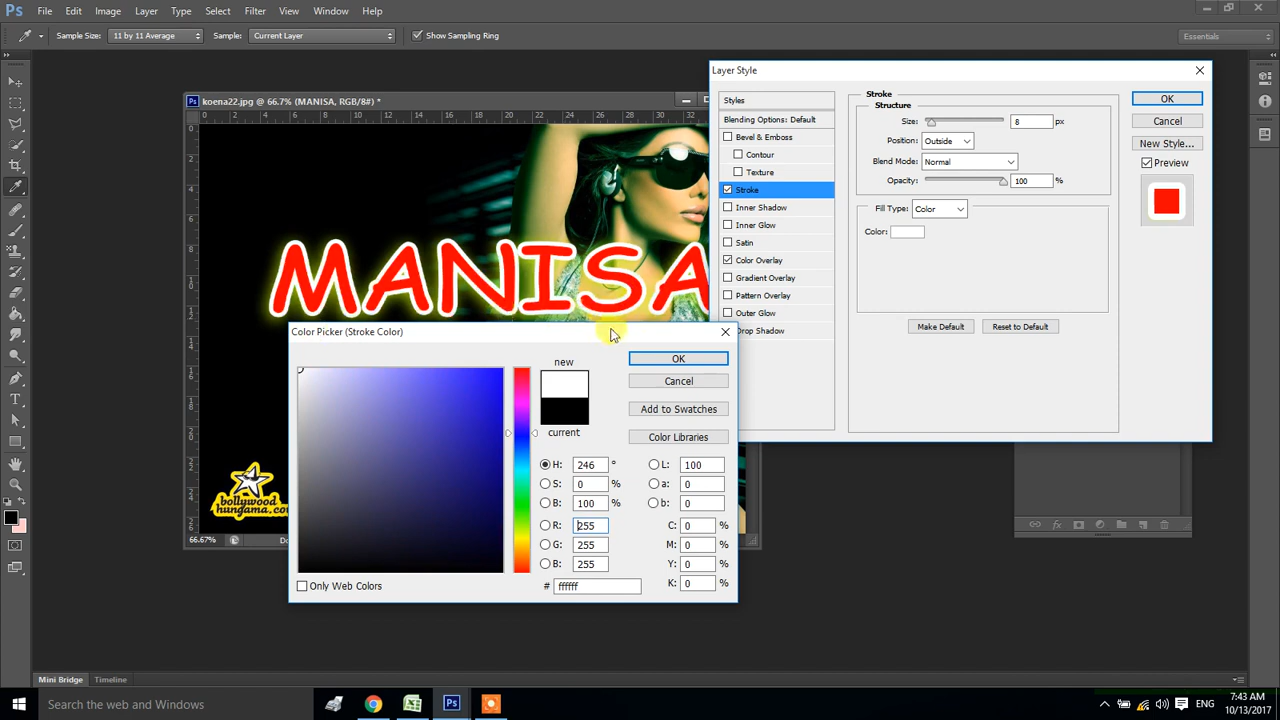 Ps File Edit Image Layer Type Select Filter View Window Help
Sample Size: 11 by 11 Average Sample: Current Layer Show Sampling Ring Essentials
Ps koena22.jpg @ 66.7% (MANISA, RGB/8#) *
MANISA
bollywood
hungama.com
66.67%
Layer Style
Styles
Blending Options: Default
Bevel & Emboss
Contour
Texture
Stroke
Inner Shadow
Inner Glow
Satin
Color Overlay
Gradient Overlay
Pattern Overlay
Outer Glow
Drop Shadow
Stroke
Structure
Size: 8 px
Position: Outside
Blend Mode: Normal
Opacity: 100 %
Fill Type: Color
Color:
Make Default Reset to Default
OK
Cancel
New Style...
Preview
Color Picker (Stroke Color)
new
current
OK
Cancel
Add to Swatches
Color Libraries
H: 246 ° L: 100
S: 0 % a: 0
B: 100 % b: 0
R: 255 C: 0 %
G: 255 M: 0 %
B: 255 Y: 0 %
# ffffff K: 0 %
Only Web Colors
Mini Bridge Timeline
Search the web and Windows
7:43 AM
10/13/2017